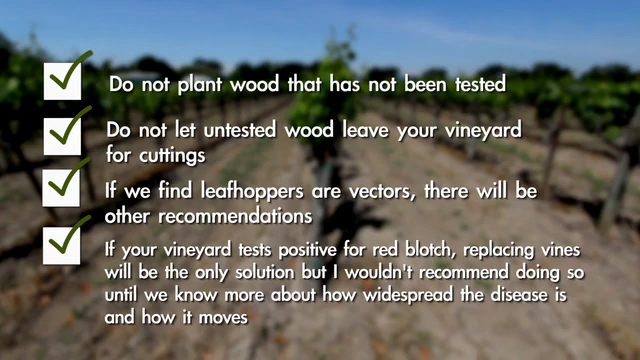 Do not plant wood that has not been tested
Do not let untested wood leave your vineyard
for cuttings
If we find leafhoppers are vectors, there will be
other recommendations
If your vineyard tests positive for red blotch, replacing vines
will be the only solution but I wouldn't recommend doing so
until we know more about how widespread the disease is
and how it moves